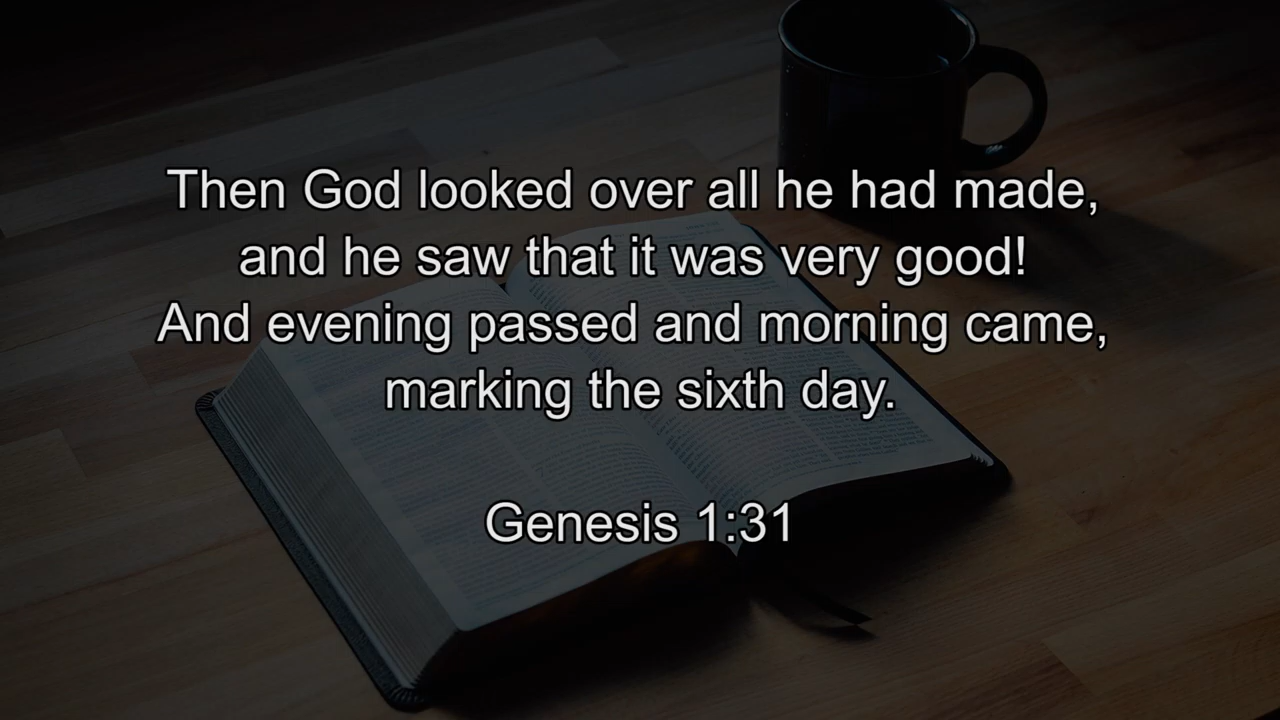 Then God looked over all he had made,
and he saw that it was very good!
And evening passed and morning came,
marking the sixth day.
Genesis 1:31